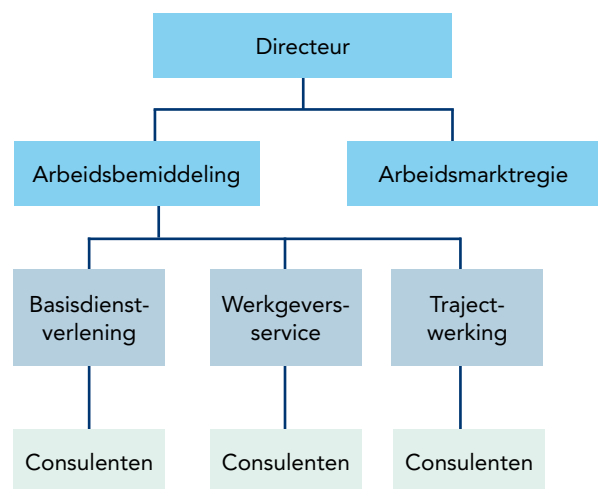 Directeur
Arbeidsbemiddeling
Arbeidsmarktregie
Basisdienst-
verlening
Werkgevers-
service
Traject-
werking
Consulenten
Consulenten
Consulenten